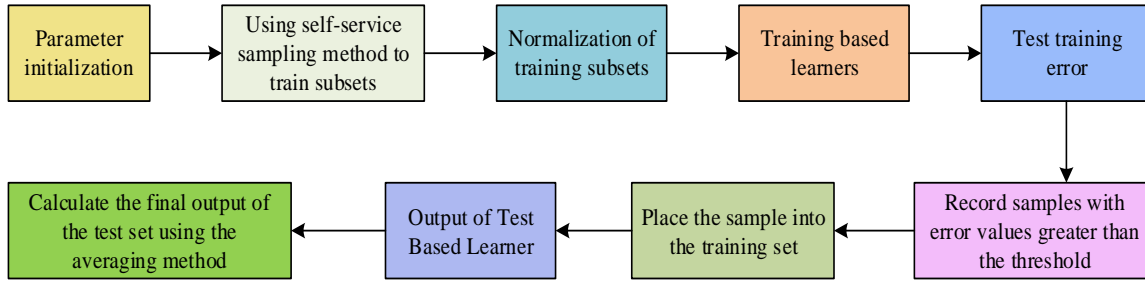 Parameter
initialization
Using self-service
sampling method to
train subsets
Normalization of
training subsets
Training based
learners
Test training
error
Record samples with
error values greater than
the threshold
Place the sample into
the training set
Output of Test
Based Learner
Calculate the final output of
the test set using the
averaging method